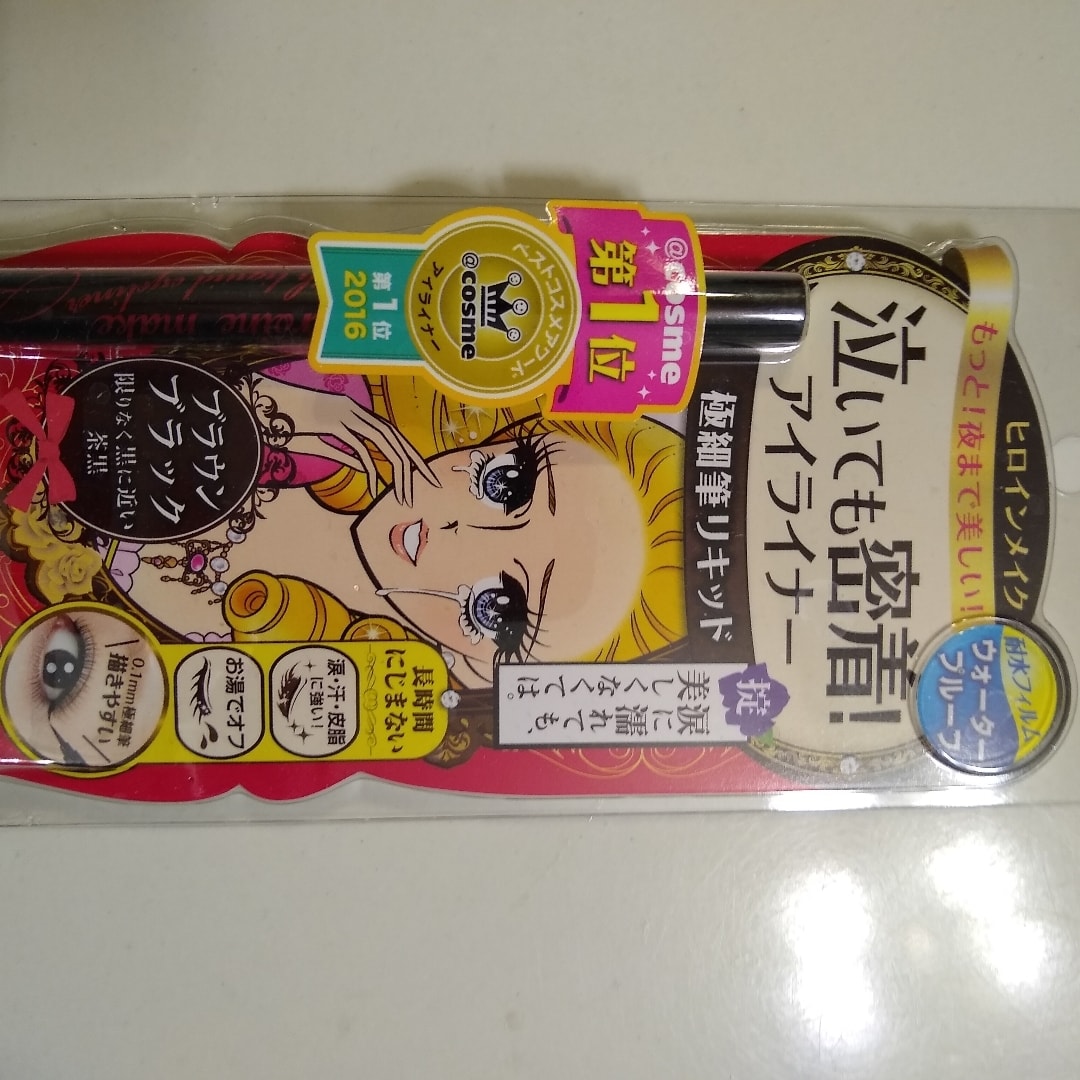 ヒロインメイク
もっと!夜まで美しい!
泣いても密着!
アイライナー
耐水フィルム
ウォーター
プルーフ
極細筆リキッド
@cosme
第1位
ベストコスメアワード
@cosme
アイライナー
第1位
2016
掟
涙に濡れても、
美しくなくては。
長時間
にじまない
涙・汗・皮脂
に強い!
お湯でオフ
0.1mm極細筆
描きやすい!
ブラウン
ブラック
限りなく黒に近い
茶黒
make